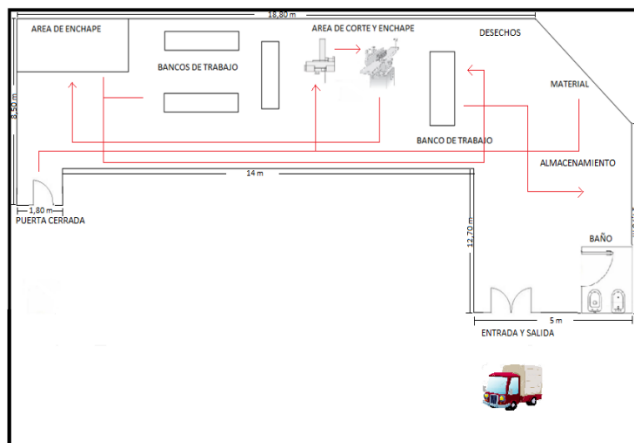 18,80 m
AREA DE ENCHAPE
AREA DE CORTE Y ENCHAPE
DESECHOS
BANCOS DE TRABAJO
MATERIAL
8,50 m
BANCO DE TRABAJO
ALMACENAMIENTO
14 m
1,80 m
PUERTA CERRADA
12,70 m
BAÑO
5 m
ENTRADA Y SALIDA